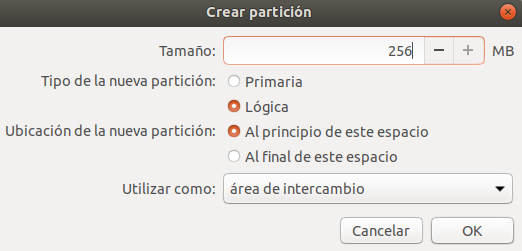 Crear partición
Tamaño: 256 − + MB
Tipo de la nueva partición: Primaria
Lógica
Ubicación de la nueva partición: Al principio de este espacio
Al final de este espacio
Utilizar como: área de intercambio
Cancelar OK